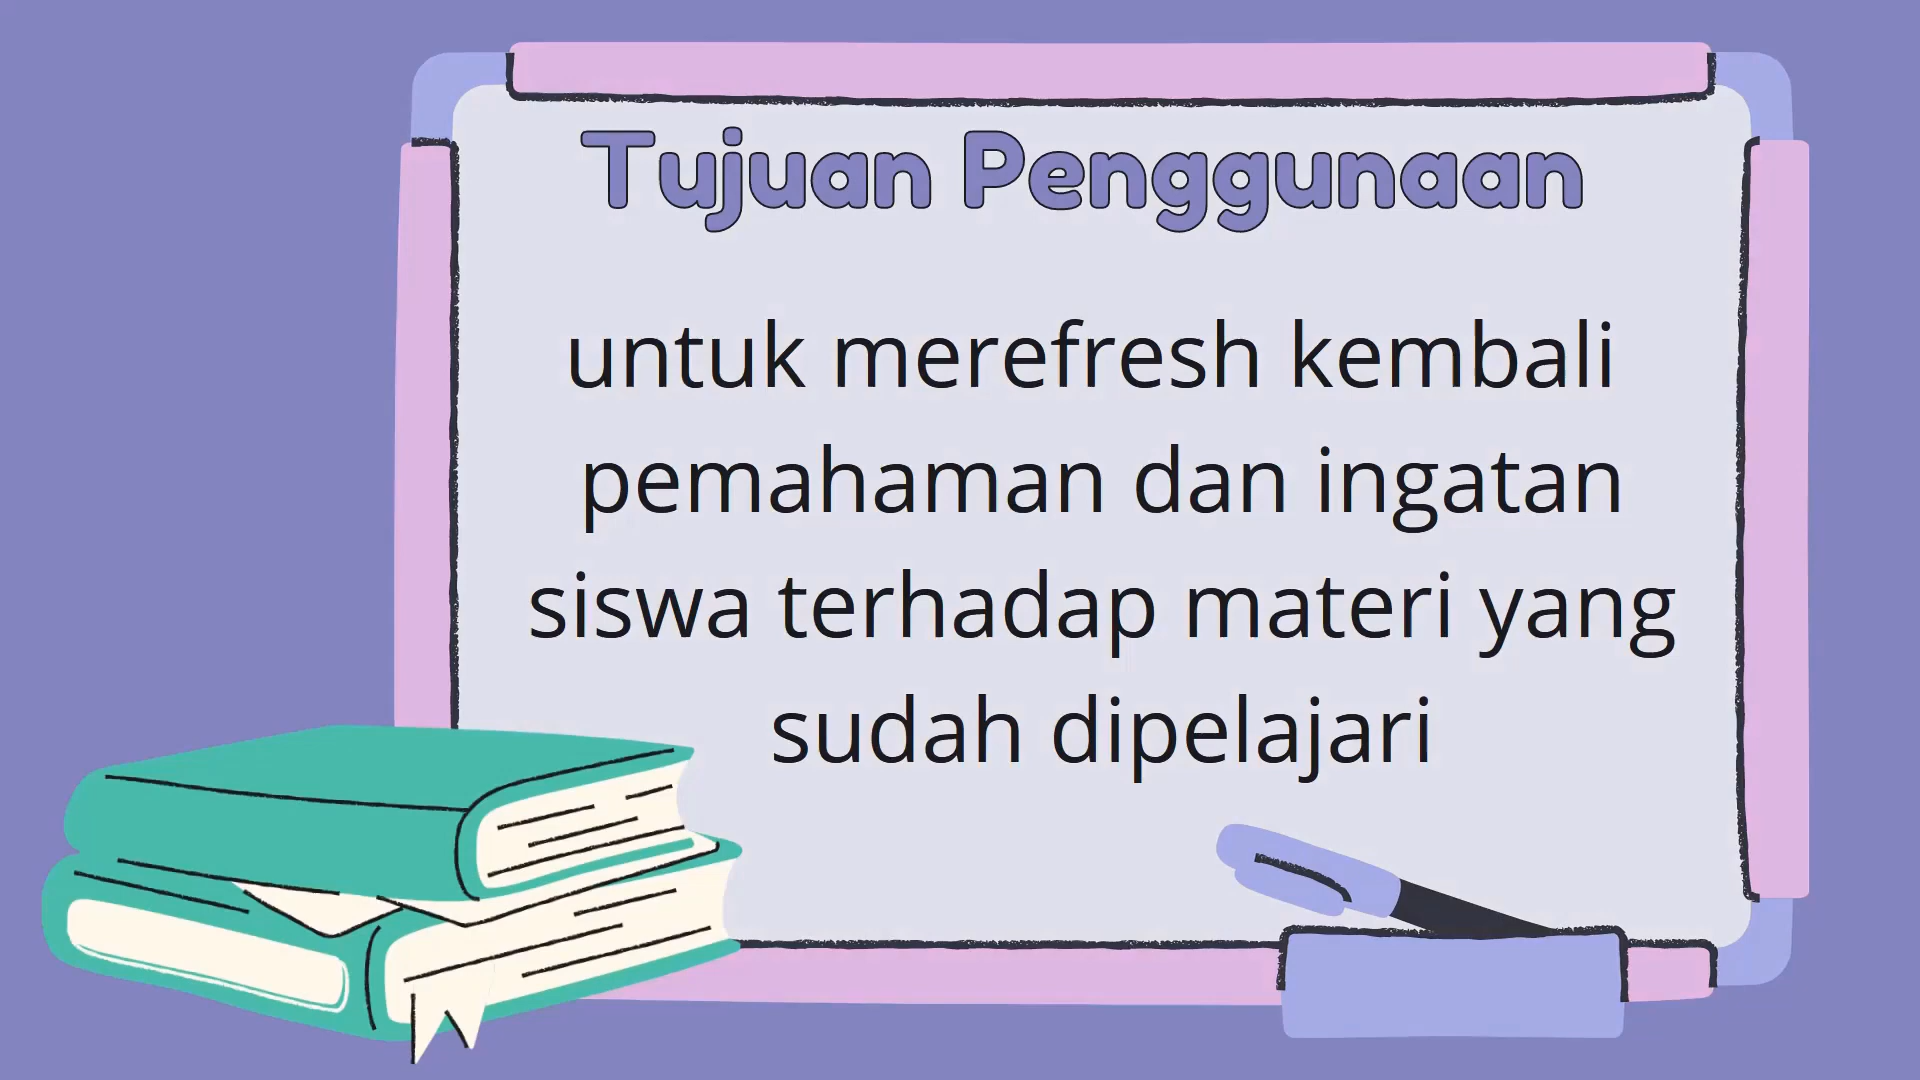 Tujuan Penggunaan
untuk merefresh kembali
pemahaman dan ingatan
siswa terhadap materi yang
sudah dipelajari